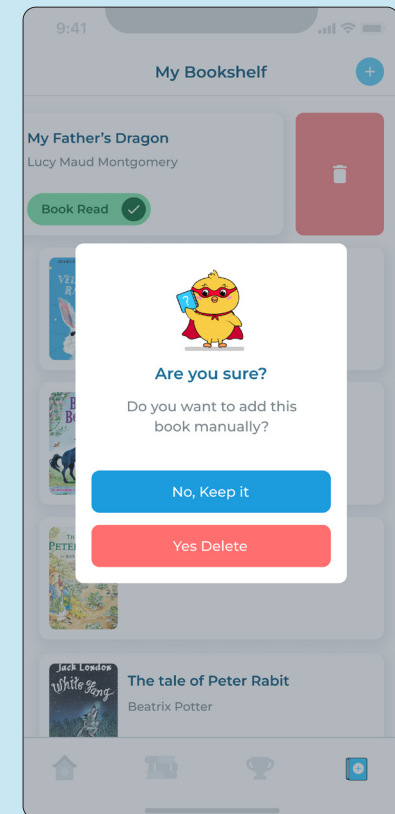 9:41
My Bookshelf
My Father's Dragon
Lucy Maud Montgomery
Book Read
?
Are you sure?
Do you want to add this
book manually?
No, Keep it
Yes Delete
Jack London
White Fang
The tale of Peter Rabit
Beatrix Potter